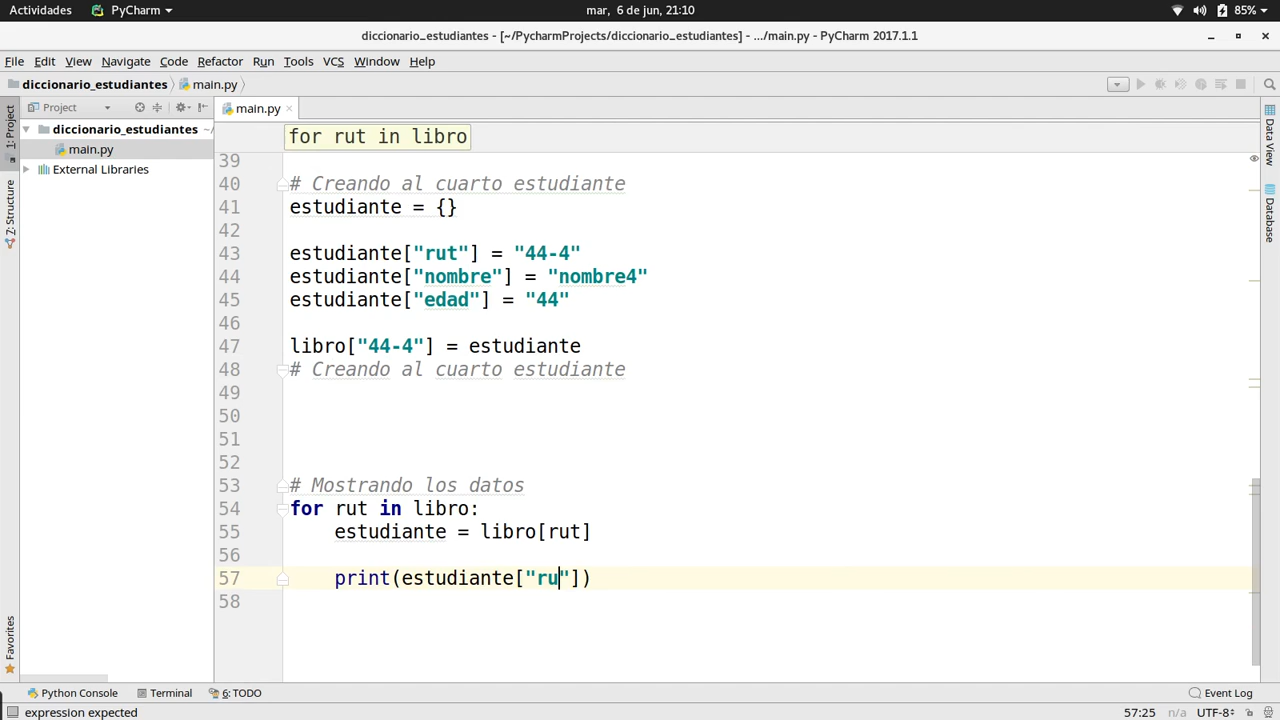 Actividades PyCharm mar, 6 de jun, 21:10 85%
diccionario_estudiantes - [~/PycharmProjects/diccionario_estudiantes] - .../main.py - PyCharm 2017.1.1
File Edit View Navigate Code Refactor Run Tools VCS Window Help
diccionario_estudiantes main.py
Project
main.py
1: Project
Z: Structure
Favorites
diccionario_estudiantes ~/
main.py
External Libraries
for rut in libro
39
40 # Creando al cuarto estudiante
41 estudiante = {}
42
43 estudiante["rut"] = "44-4"
44 estudiante["nombre"] = "nombre4"
45 estudiante["edad"] = "44"
46
47 libro["44-4"] = estudiante
48 # Creando al cuarto estudiante
49
50
51
52
53 # Mostrando los datos
54 for rut in libro:
55 estudiante = libro[rut]
56
57 print(estudiante["ru"])
58
Data View
Database
Python Console Terminal 6: TODO Event Log
expression expected 57:25 n/a UTF-8